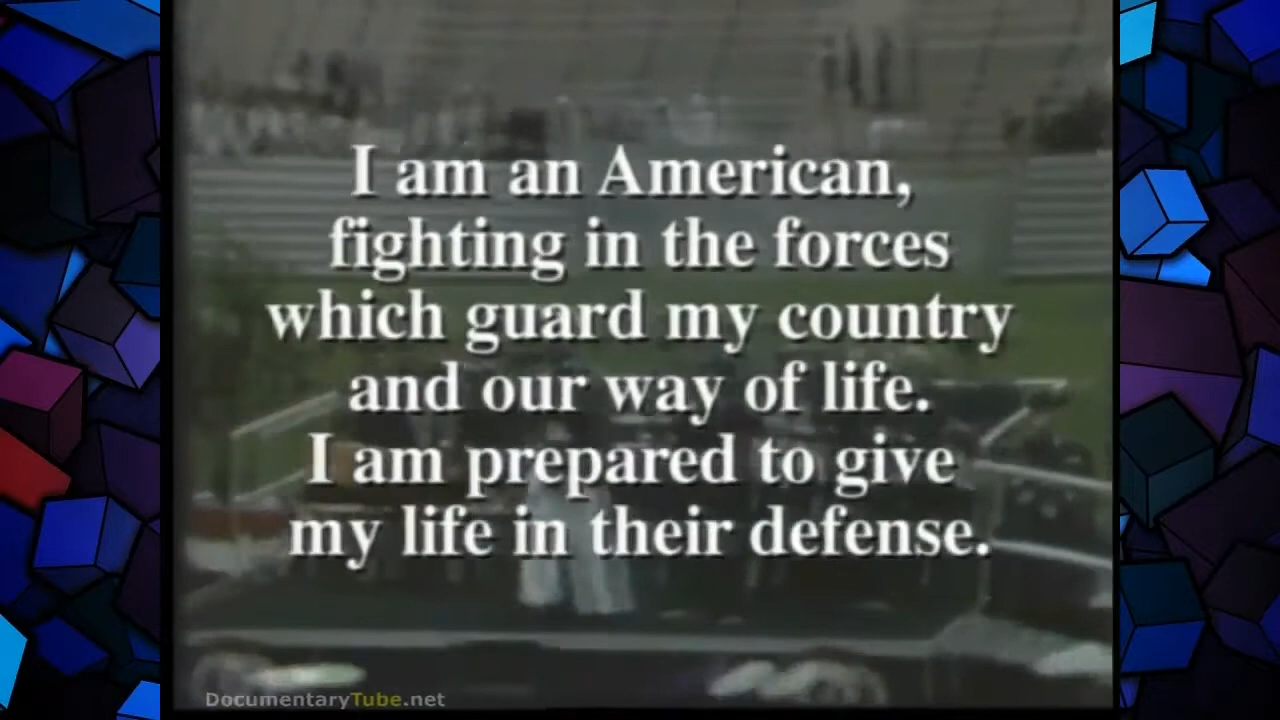 I am an American,
fighting in the forces
which guard my country
and our way of life.
I am prepared to give
my life in their defense.
DocumentaryTube.net